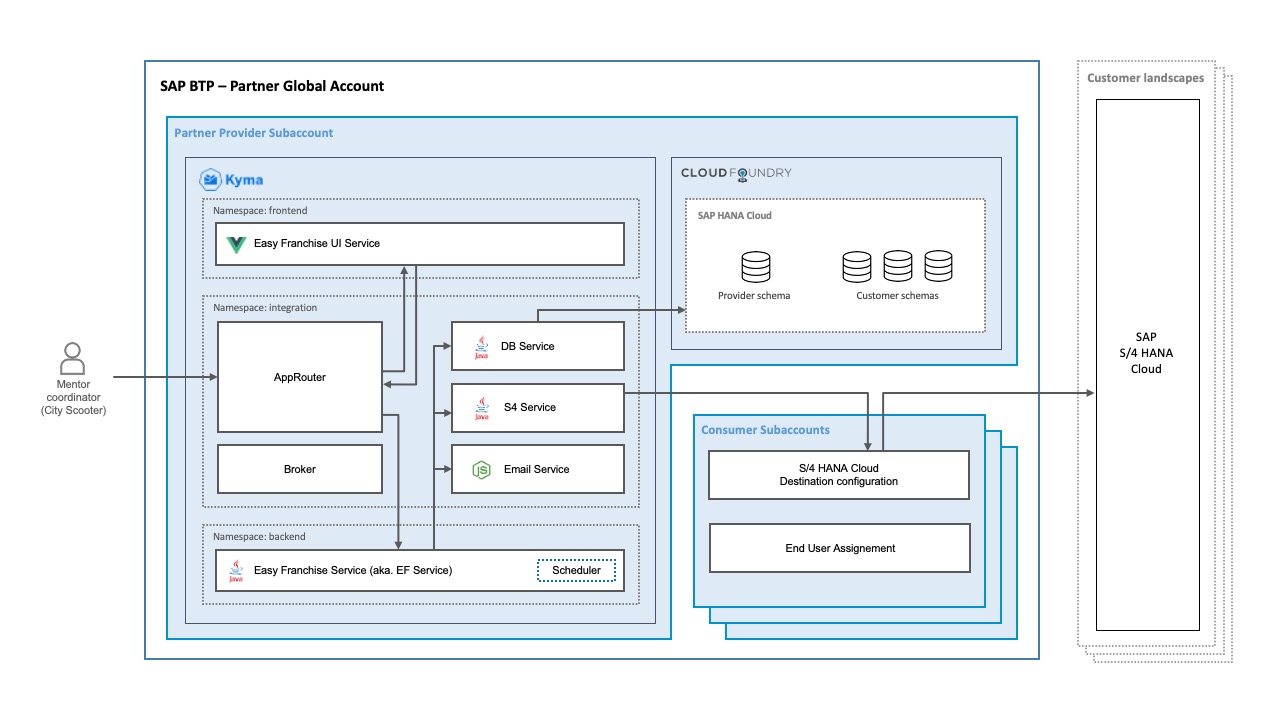 SAP BTP – Partner Global Account
Customer landscapes
Partner Provider Subaccount
Kyma
CLOUD FOUNDRY
Namespace: frontend
Easy Franchise UI Service
SAP HANA Cloud
Provider schema
Customer schemas
Namespace: integration
AppRouter
Java
DB Service
Java
S4 Service
Broker
JS
Email Service
Mentor
coordinator
(City Scooter)
SAP
S/4 HANA
Cloud
Consumer Subaccounts
S/4 HANA Cloud
Destination configuration
End User Assignement
Namespace: backend
Java
Easy Franchise Service (aka. EF Service)
Scheduler